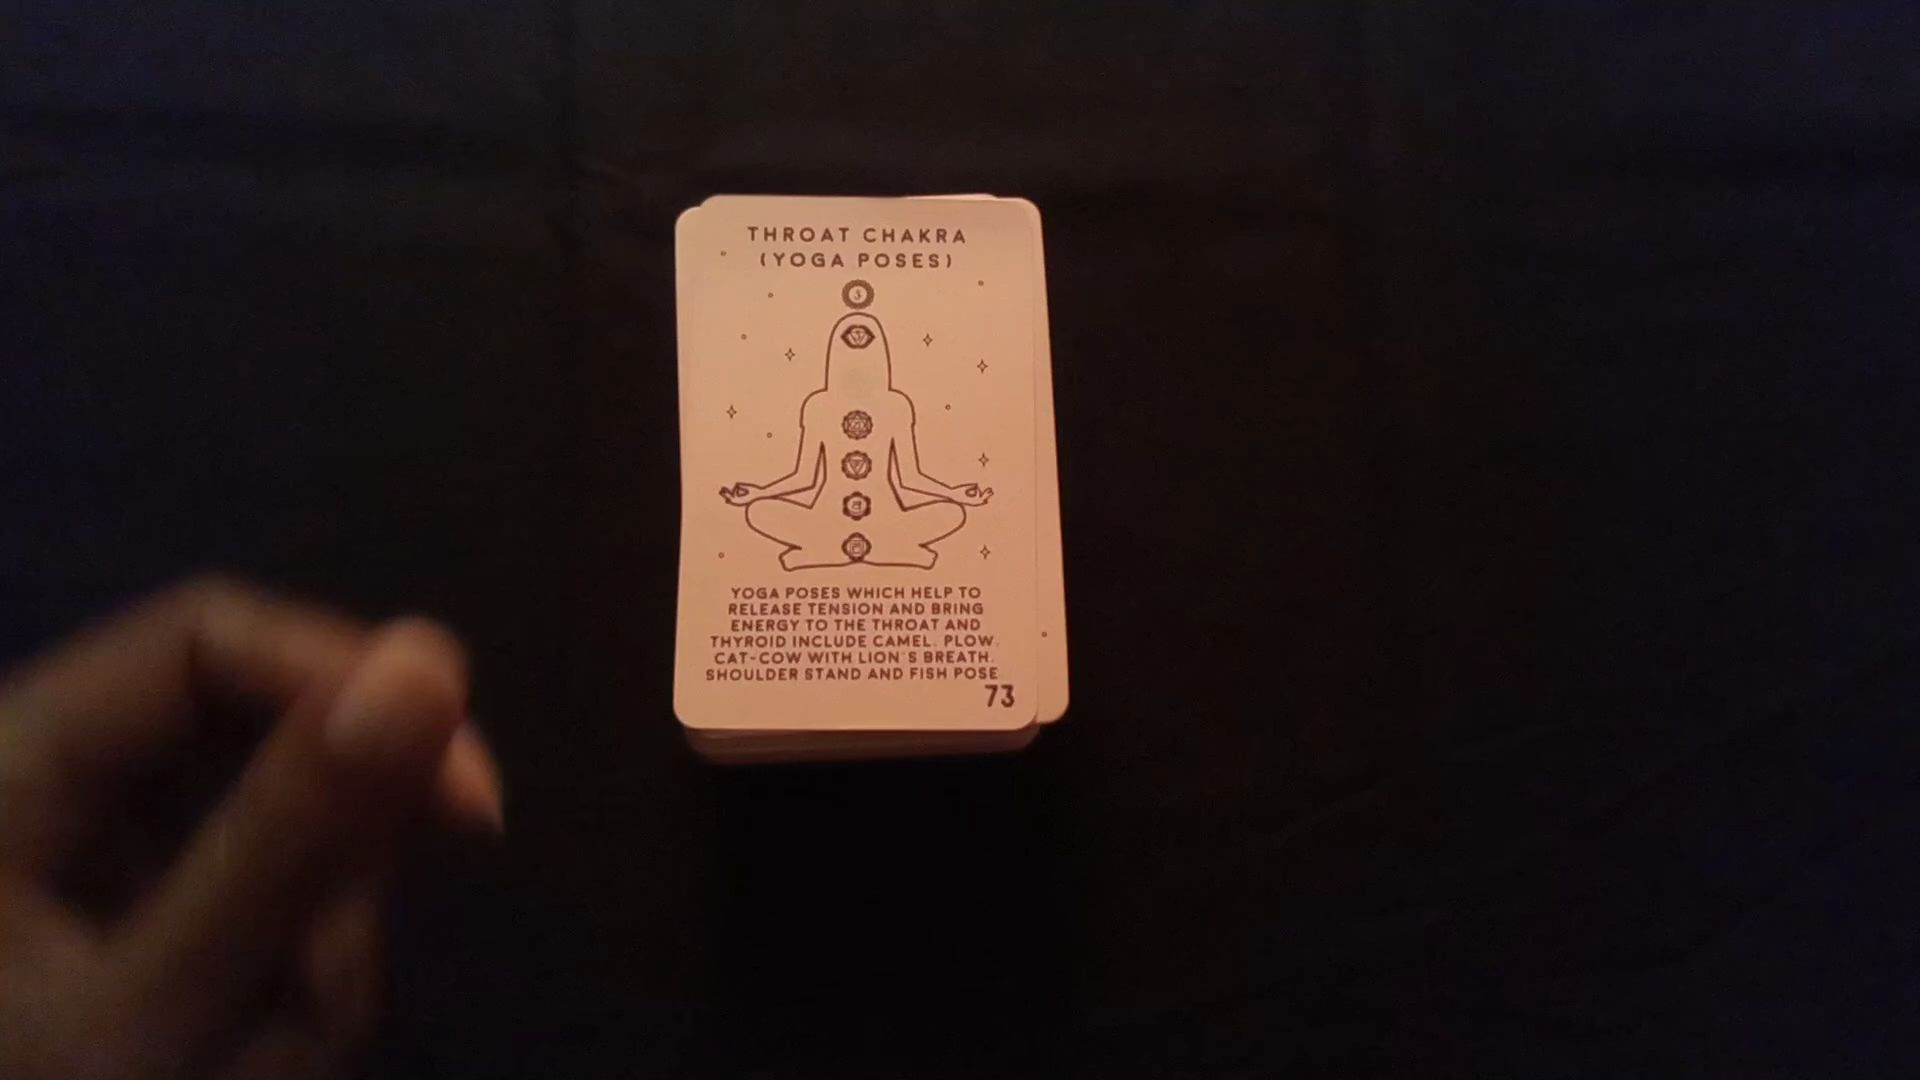 THROAT CHAKRA
(YOGA POSES)
YOGA POSES WHICH HELP TO
RELEASE TENSION AND BRING
ENERGY TO THE THROAT AND
THYROID INCLUDE CAMEL, PLOW,
CAT-COW WITH LION'S BREATH,
SHOULDER STAND AND FISH POSE
73